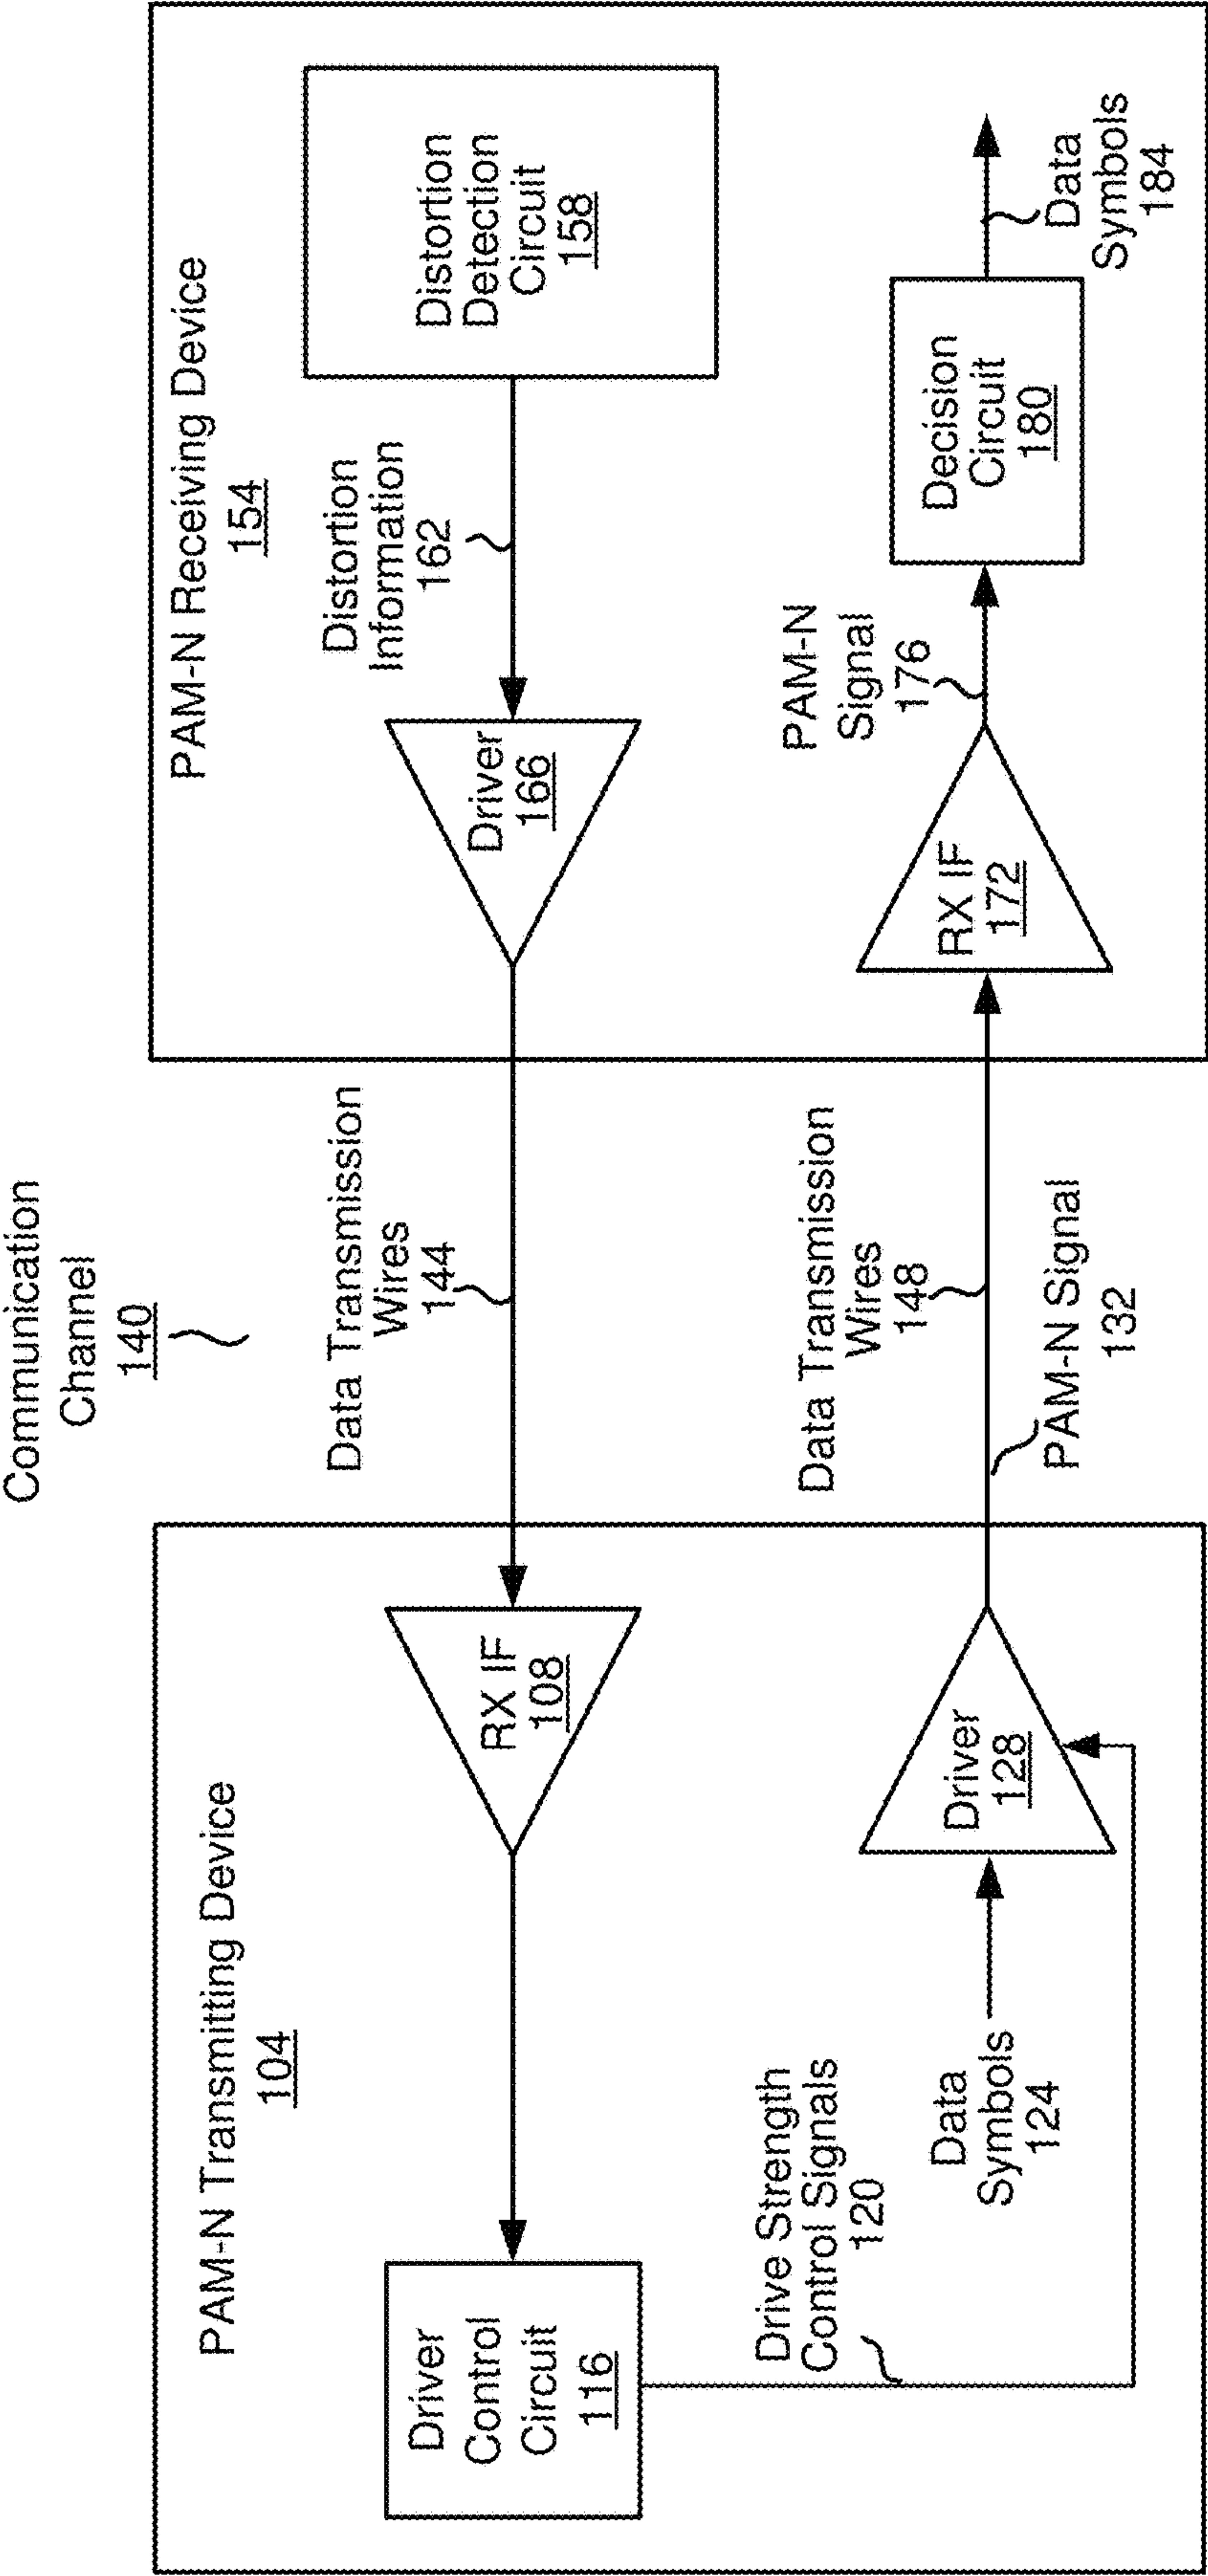 Communication
Channel
140
PAM-N Transmitting Device
104
Driver
Control
Circuit
116
RX IF
108
Data Transmission
Wires
144
Drive Strength
Control Signals
120
Data
Symbols
124
Driver
128
Data Transmission
Wires
148
PAM-N Signal
132
PAM-N Receiving Device
154
Driver
166
Distortion
Information
162
Distortion
Detection
Circuit
158
RX IF
172
PAM-N
Signal
176
Decision
Circuit
180
Data
Symbols
184